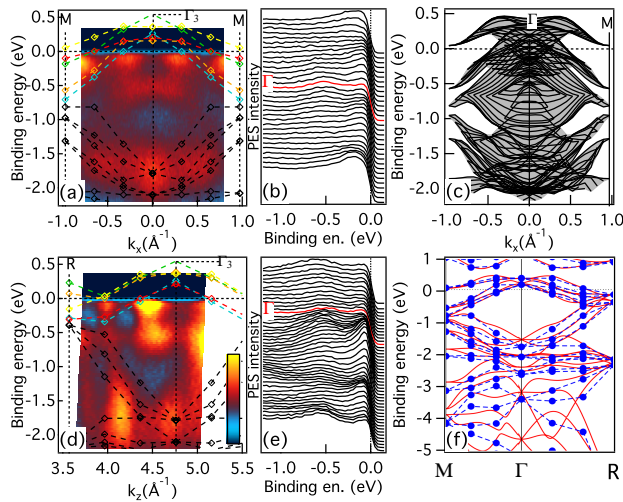 M Γ3 M
Binding energy (eV)
0.5
0.0
-0.5
-1.0
-1.5
-2.0
(a)
-1.0 -0.5 0.0 0.5 1.0
kx(Å-1)
PES intensity
Γ
(b)
-1.0 -0.5 0.0
Binding en. (eV)
Γ M
Binding energy (eV)
0.5
0.0
-0.5
-1.0
-1.5
-2.0
(c)
-1.0 -0.5 0.0 0.5 1.0
kx(Å-1)
R Γ3
Binding energy (eV)
0.5
0.0
-0.5
-1.0
-1.5
-2.0
(d)
3.5 4.0 4.5 5.0 5.5
kz(Å-1)
PES intensity
Γ
(e)
-1.0 -0.5 0.0
Binding en. (eV)
Binding energy (eV)
1
0
-1
-2
-3
-4
-5
(f)
M Γ R